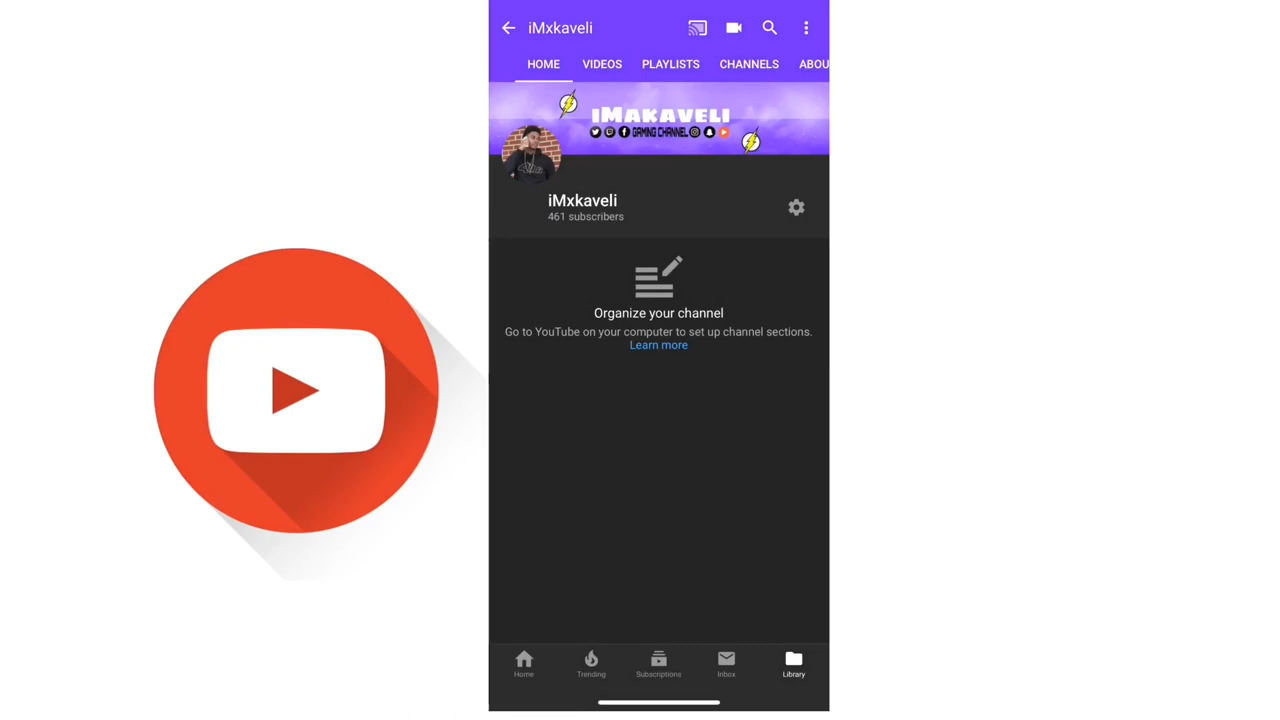 iMxkaveli
HOME VIDEOS PLAYLISTS CHANNELS ABOU
iMAKAVELI
GAMING CHANNEL
iMxkaveli
461 subscribers
Organize your channel
Go to YouTube on your computer to set up channel sections.
Learn more
Home Trending Subscriptions Inbox Library